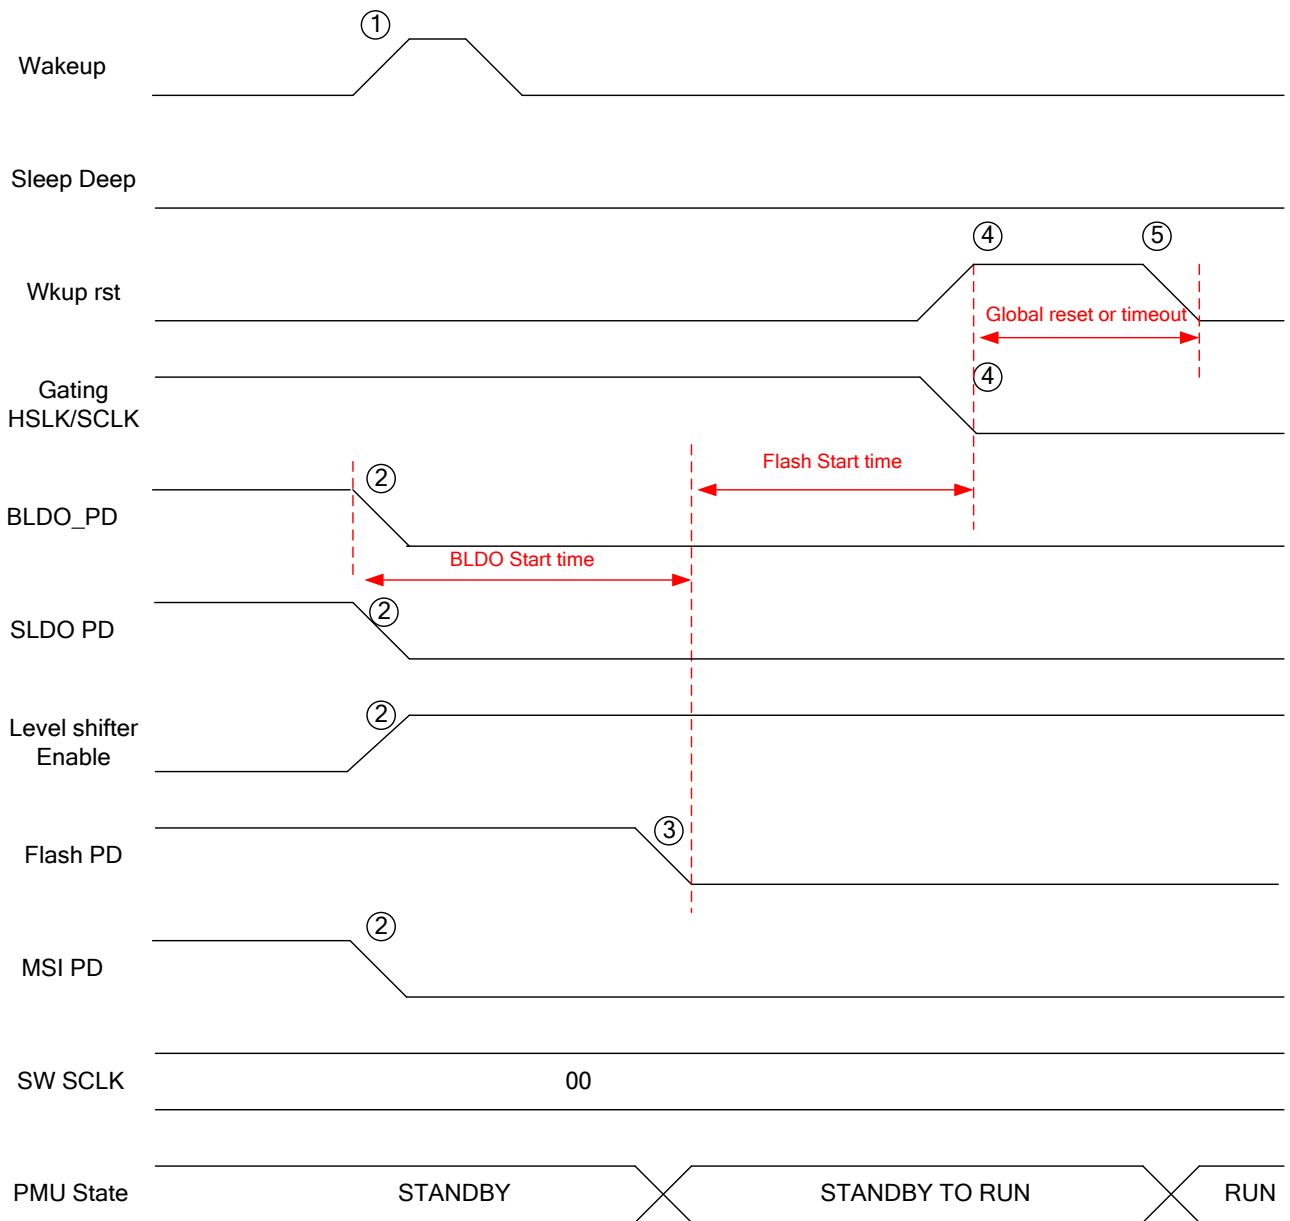 ①
Wakeup
Sleep Deep
④ ⑤
Wkup rst
Global reset or timeout
④
Gating
HSLK/SCLK
Flash Start time
②
BLDO_PD
BLDO Start time
②
SLDO PD
②
Level shifter
Enable
③
Flash PD
②
MSI PD
SW SCLK 00
PMU State STANDBY STANDBY TO RUN RUN